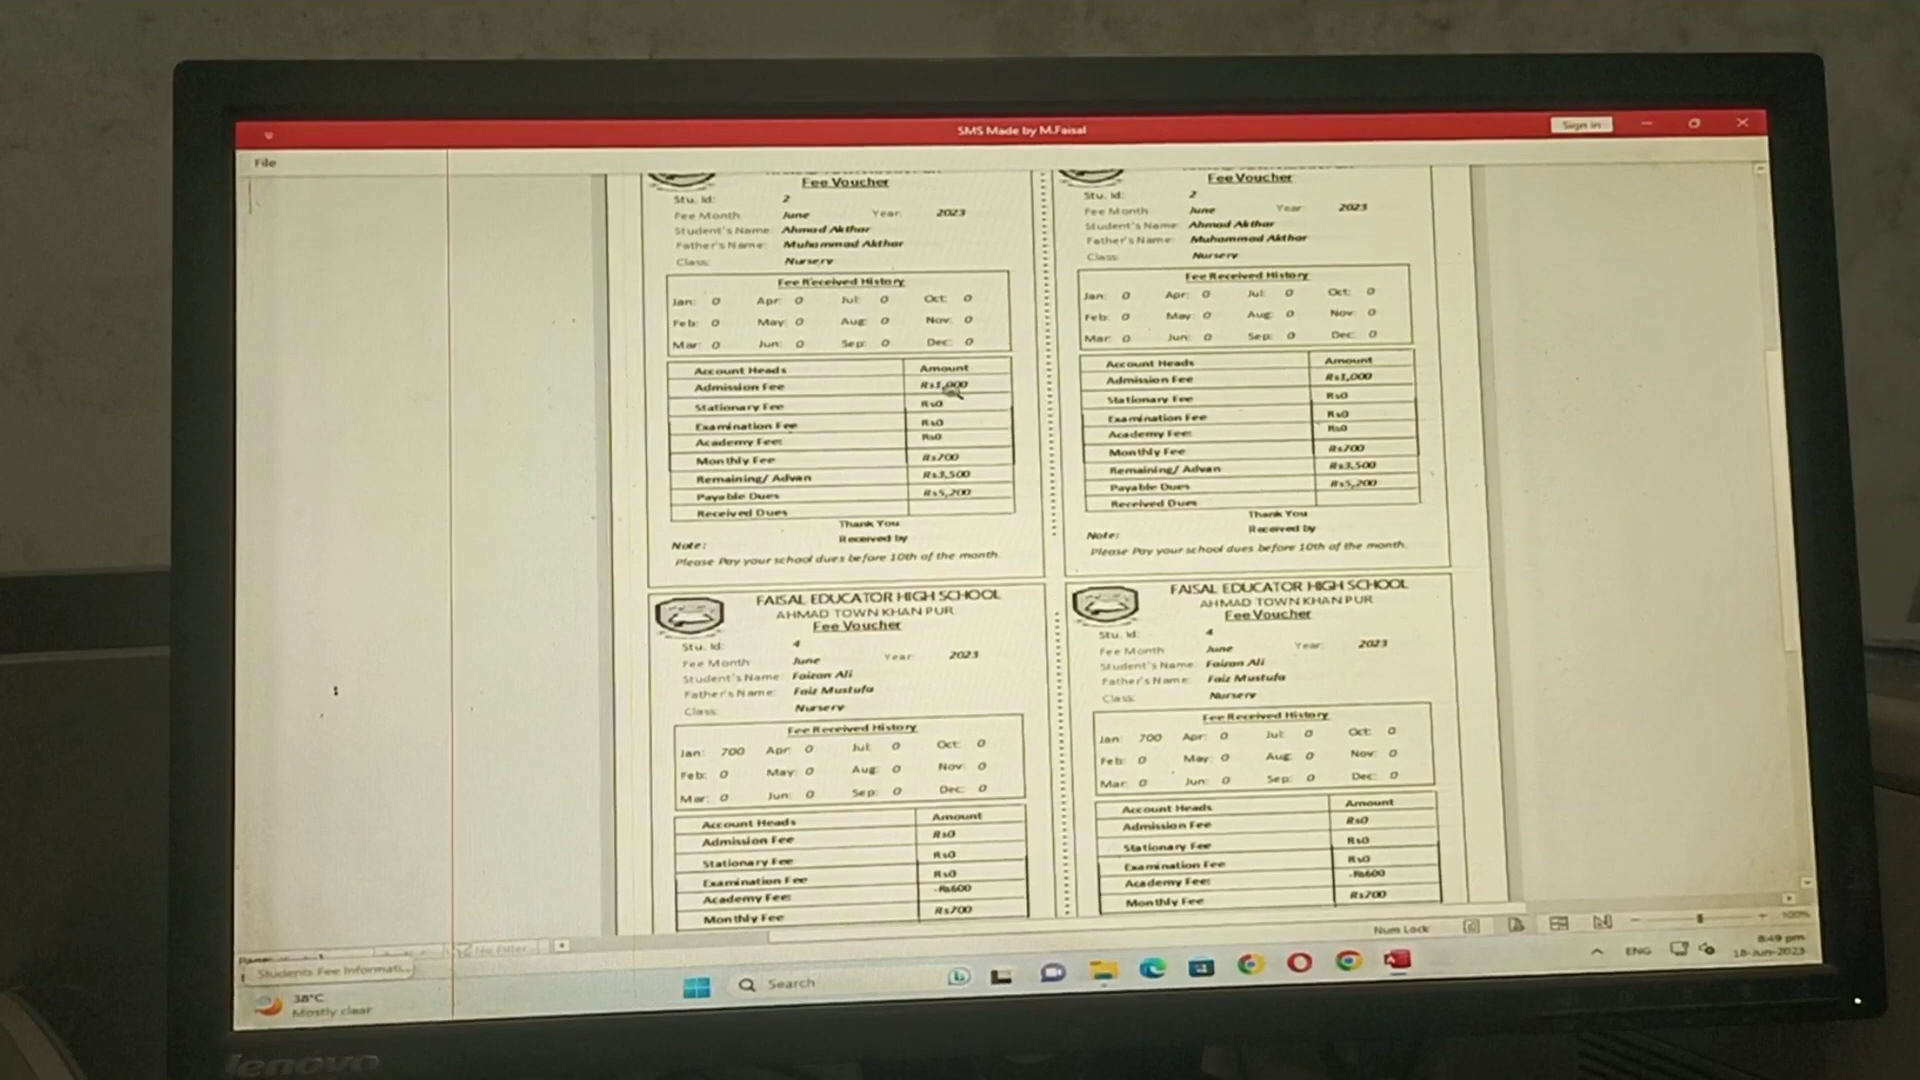 SMS Made by M.Faisal
Sign in
File
Fee Voucher
Stu. Id: 2
Fee Month June Year: 2023
Student's Name: Ahmad Akthar
Father's Name: Muhammad Akthar
Class: Nursery
Fee Received History
Jan: 0 Apr: 0 Jul: 0 Oct: 0
Feb: 0 May: 0 Aug: 0 Nov: 0
Mar: 0 Jun: 0 Sep: 0 Dec: 0
Account Heads Amount
Admission Fee Rs1,000
Stationary Fee Rs0
Examination Fee Rs0
Academy Fee: Rs0
Monthly Fee Rs700
Remaining/ Advan Rs3,500
Payable Dues Rs5,200
Received Dues
Thank You
Received by
Note:
Please Pay your school dues before 10th of the month.
Fee Voucher
Stu. Id: 2
Fee Month June Year: 2023
Student's Name: Ahmad Akthar
Father's Name: Muhammad Akthar
Class: Nursery
Fee Received History
Jan: 0 Apr: 0 Jul: 0 Oct: 0
Feb: 0 May: 0 Aug: 0 Nov: 0
Mar: 0 Jun: 0 Sep: 0 Dec: 0
Account Heads Amount
Admission Fee Rs1,000
Stationary Fee Rs0
Examination Fee Rs0
Academy Fee: Rs0
Monthly Fee Rs700
Remaining/ Advan Rs3,500
Payable Dues Rs5,200
Received Dues
Thank You
Received by
Note:
Please Pay your school dues before 10th of the month.
FAISAL EDUCATOR HIGH SCHOOL
AHMAD TOWN KHAN PUR
Fee Voucher
Stu. Id: 4
Fee Month June Year: 2023
Student's Name: Faizan Ali
Father's Name: Faiz Mustufa
Class: Nursery
Fee Received History
Jan: 700 Apr: 0 Jul: 0 Oct: 0
Feb: 0 May: 0 Aug: 0 Nov: 0
Mar: 0 Jun: 0 Sep: 0 Dec: 0
Account Heads Amount
Admission Fee Rs0
Stationary Fee Rs0
Examination Fee Rs0
Academy Fee: -Rs600
Monthly Fee Rs700
FAISAL EDUCATOR HIGH SCHOOL
AHMAD TOWN KHAN PUR
Fee Voucher
Stu. Id: 4
Fee Month June Year: 2023
Student's Name: Faizan Ali
Father's Name: Faiz Mustufa
Class: Nursery
Fee Received History
Jan: 700 Apr: 0 Jul: 0 Oct: 0
Feb: 0 May: 0 Aug: 0 Nov: 0
Mar: 0 Jun: 0 Sep: 0 Dec: 0
Account Heads Amount
Admission Fee Rs0
Stationary Fee Rs0
Examination Fee Rs0
Academy Fee: -Rs600
Monthly Fee Rs700
No Filter
Num Lock
100%
Students Fee Informati...
38°C
Mostly clear
Search
ENG
8:49 pm
18-Jun-2023
lenovo